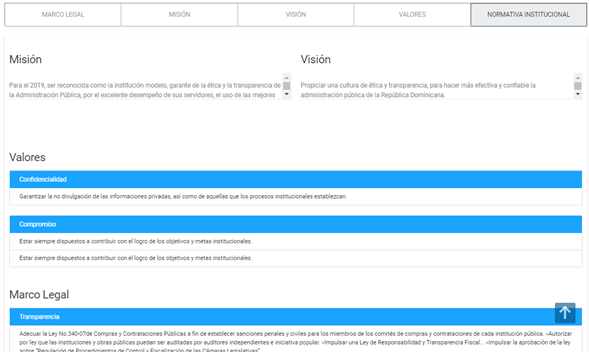 MARCO LEGAL
MISIÓN
VISIÓN
VALORES
NORMATIVA INSTITUCIONAL
Misión
Para el 2019, ser reconocida como la institución modelo, garante de la ética y la transparencia de
la Administración Pública, por el excelente desempeño de sus servidores, el uso de las mejores
Visión
Propiciar una cultura de ética y transparencia, para hacer más efectiva y confiable la
administración pública de la República Dominicana.
Valores
Confidencialidad
Garantizar la no divulgación de las informaciones privadas, así como de aquellas que los procesos institucionales establezcan.
Compromiso
Estar siempre dispuestos a contribuir con el logro de los objetivos y metas institucionales.
Estar siempre dispuestos a contribuir con el logro de los objetivos y metas institucionales.
Marco Legal
Transparencia
Adecuar la Ley No.340-07de Compras y Contrataciones Públicas a fin de establecer sanciones penales y civiles para los miembros de los comités de compras y contrataciones de cada institución pública. •Autorizar
por ley que las instituciones y obras públicas puedan ser auditadas por auditores independientes e iniciativa popular. •Impulsar una Ley de Responsabilidad y Transparencia Fiscal. . •Impulsar la aprobación de la ley
sobre "Regulación de Procedimientos de Control y Fiscalización de las Cámaras Legislativas".